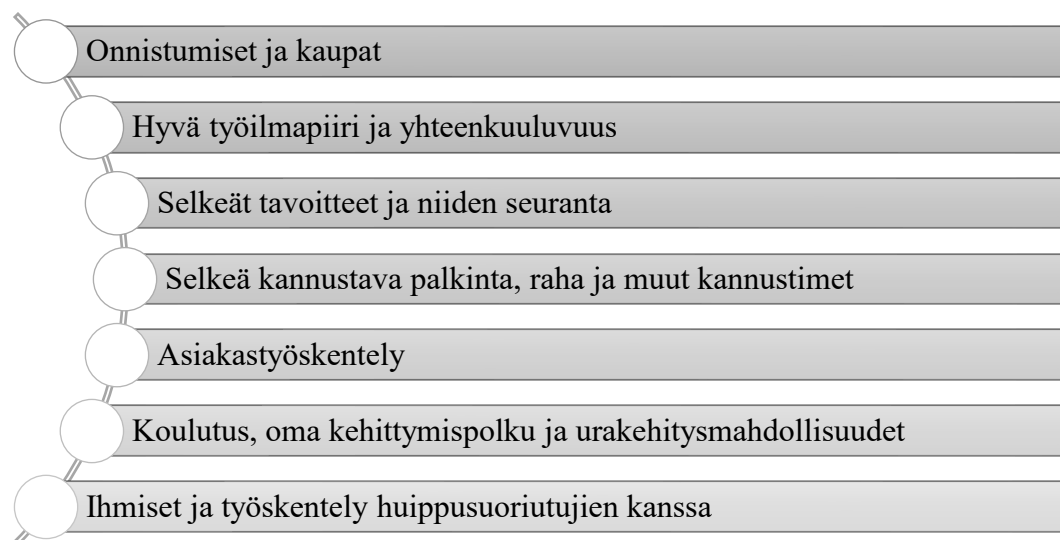 Onnistumiset ja kaupat
Hyvä työilmapiiri ja yhteenkuuluvuus
Selkeät tavoitteet ja niiden seuranta
Selkeä kannustava palkinta, raha ja muut kannustimet
Asiakastyöskentely
Koulutus, oma kehittymispolku ja urakehitysmahdollisuudet
Ihmiset ja työskentely huippusuoriutujien kanssa